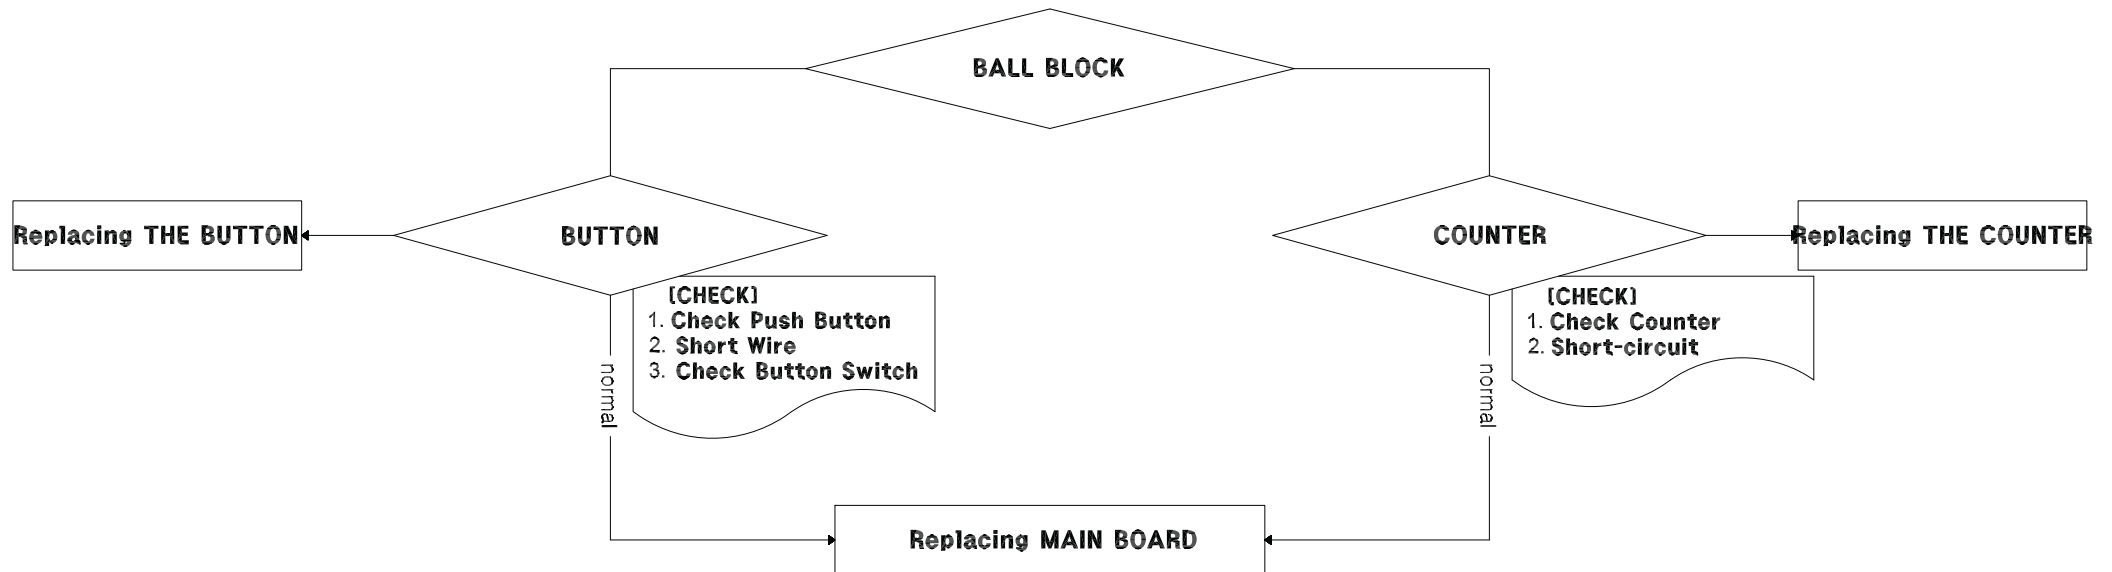 BALL BLOCK
Replacing THE BUTTON
BUTTON
COUNTER
Replacing THE COUNTER
[CHECK]
1. Check Push Button
2. Short Wire
3. Check Button Switch
[CHECK]
1. Check Counter
2. Short-circuit
normal
normal
Replacing MAIN BOARD